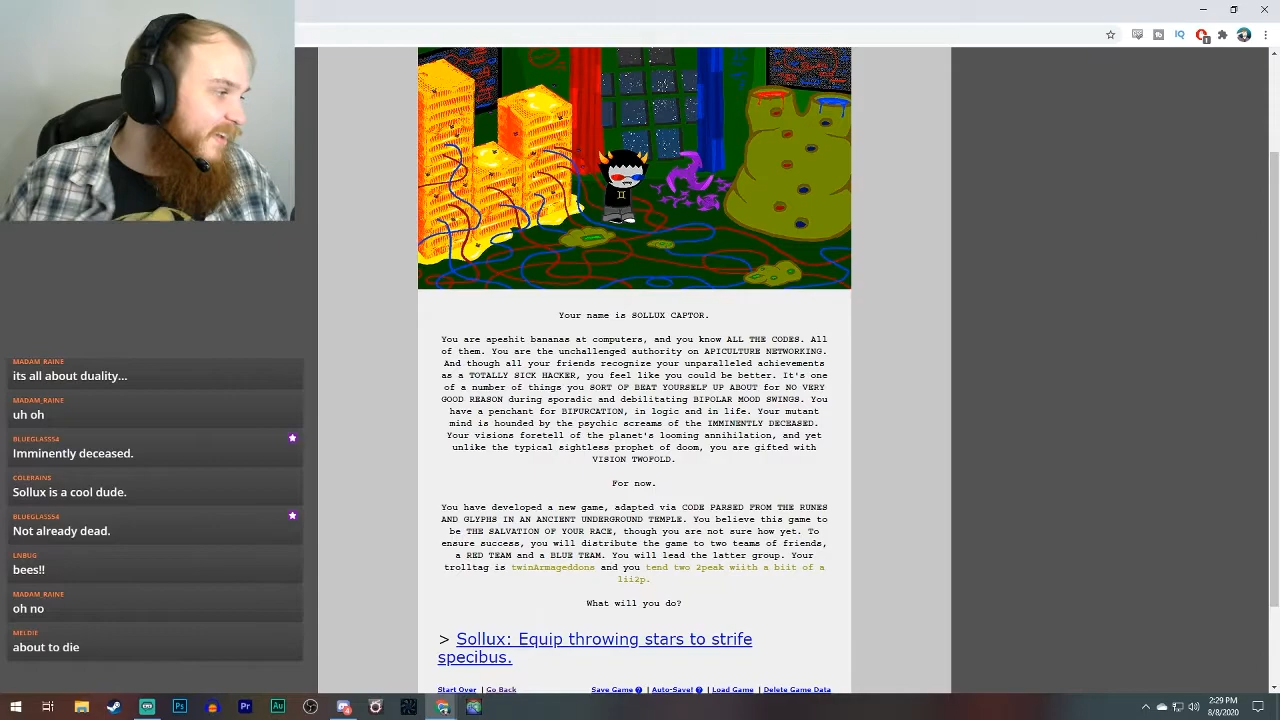 MADAM_RAINE
its all about duality...
MADAM_RAINE
uh oh
BLUEGLASS54
Imminently deceased.
COLERAINS
Sollux is a cool dude.
BLUEGLASS54
Not already dead.
LNBUG
bees!!
MADAM_RAINE
oh no
MELDIE
about to die
Your name is SOLLUX CAPTOR.
You are apeshit bananas at computers, and you know ALL THE CODES. All
of them. You are the unchallenged authority on APICULTURE NETWORKING.
And though all your friends recognize your unparalleled achievements
as a TOTALLY SICK HACKER, you feel like you could be better. It's one
of a number of things you SORT OF BEAT YOURSELF UP ABOUT for NO VERY
GOOD REASON during sporadic and debilitating BIPOLAR MOOD SWINGS. You
have a penchant for BIFURCATION, in logic and in life. Your mutant
mind is hounded by the psychic screams of the IMMINENTLY DECEASED.
Your visions foretell of the planet's looming annihilation, and yet
unlike the typical sightless prophet of doom, you are gifted with
VISION TWOFOLD.
For now.
You have developed a new game, adapted via CODE PARSED FROM THE RUNES
AND GLYPHS IN AN ANCIENT UNDERGROUND TEMPLE. You believe this game to
be THE SALVATION OF YOUR RACE, though you are not sure how yet. To
ensure success, you will distribute the game to two teams of friends,
a RED TEAM and a BLUE TEAM. You will lead the latter group. Your
trolltag is twinArmageddons and you tend two 2peak wiith a biit of a
lii2p.
What will you do?
> Sollux: Equip throwing stars to strife
specibus.
Start Over | Go Back Save Game ? | Auto-Save! ? | Load Game | Delete Game Data
2:29 PM
8/8/2020